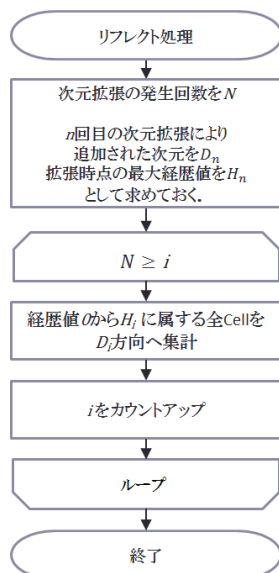 リフレクト処理
次元拡張の発生回数をN
n回目の次元拡張により
追加された次元をDn
拡張時点の最大経歴値をHn
として求めておく.
N ≥ i
経歴値0からHiに属する全Cellを
Di方向へ集計
iをカウントアップ
ループ
終了